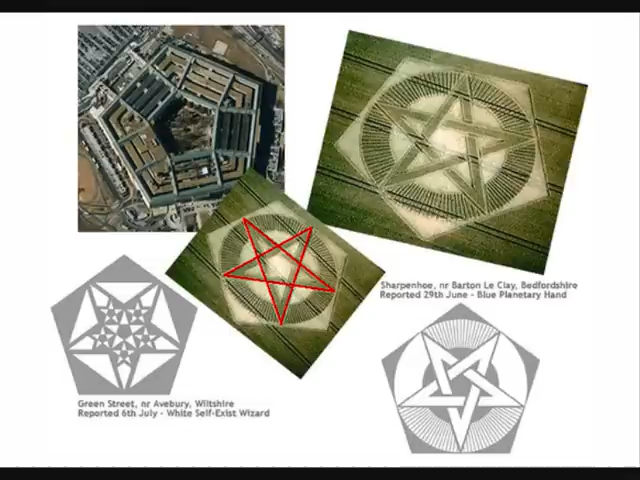 Sharpenhoe, nr Barton Le Clay, Bedfordshire
Reported 29th June - Blue Planetary Hand
Green Street, nr Avebury, Wiltshire
Reported 6th July - White Self-Exist Wizard